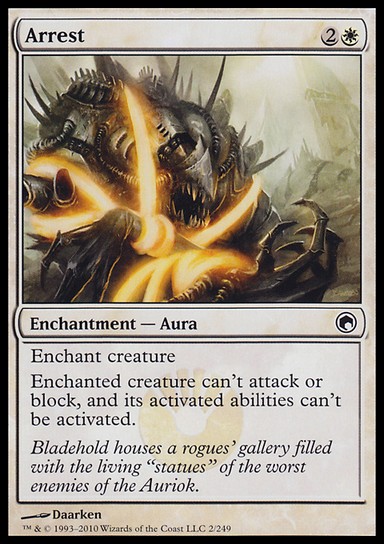 Arrest 2
Enchantment — Aura
Enchant creature
Enchanted creature can't attack or
block, and its activated abilities can't
be activated.
Bladehold houses a rogues' gallery filled
with the living "statues" of the worst
enemies of the Auriok.
Daarken
™ & © 1993–2010 Wizards of the Coast LLC 2/249